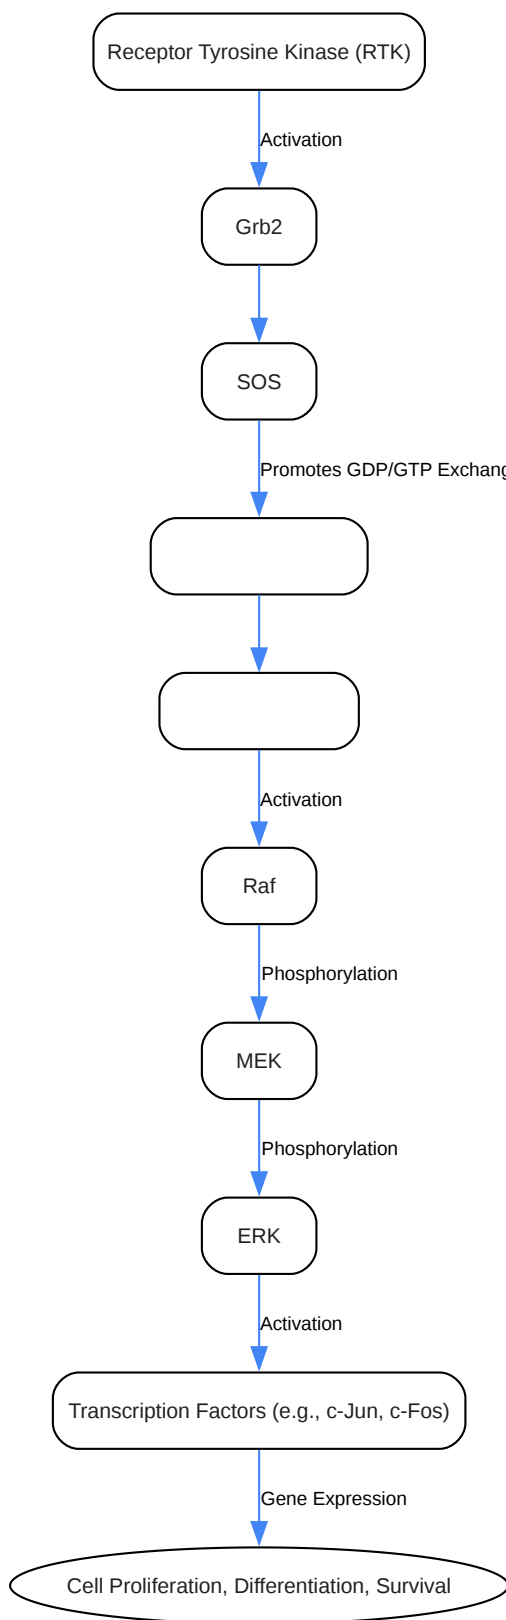 Receptor Tyrosine Kinase (RTK)
Activation
Grb2
SOS
Promotes GDP/GTP Exchang
Activation
Raf
Phosphorylation
MEK
Phosphorylation
ERK
Activation
Transcription Factors (e.g., c-Jun, c-Fos)
Gene Expression
Cell Proliferation, Differentiation, Survival